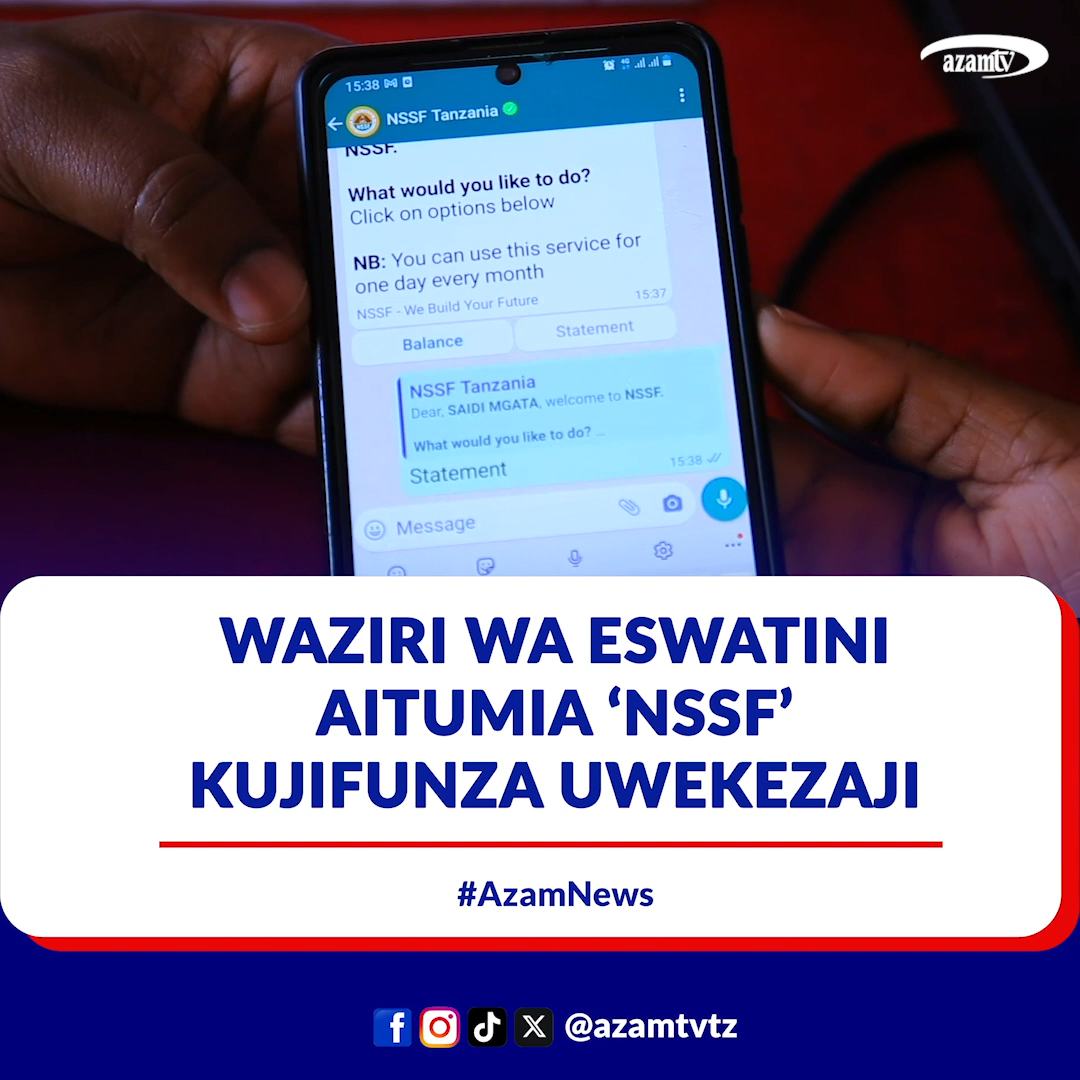 azamtv
15:38
4G
NSSF Tanzania
NSSF.
What would you like to do?
Click on options below
NB: You can use this service for
one day every month
NSSF - We Build Your Future
15:37
Balance
Statement
NSSF Tanzania
Dear, SAIDI MGATA, welcome to NSSF.
What would you like to do? ...
Statement
15:38
Message
WAZIRI WA ESWATINI
AITUMIA ‘NSSF’
KUJIFUNZA UWEKEZAJI
#AzamNews
@azamtvtz